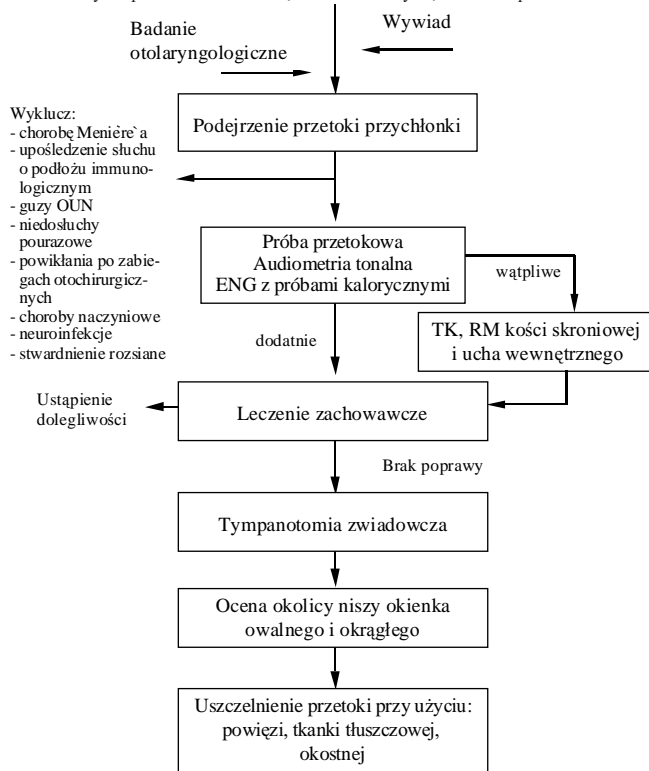 Badanie
otolaryngologiczne
Wywiad
Podejrzenie przetoki przychłonki
Wyklucz:
- chorobę Menière`a
- upośledzenie słuchu
o podłożu immuno-
logicznym
- guzy OUN
- niedosłuchy
pourazowe
- powikłania po zabie-
gach otochirurgicz-
nych
- choroby naczyniowe
- neuroinfekcje
- stwardnienie rozsiane
Próba przetokowa
Audiometria tonalna
ENG z próbami kalorycznymi
wątpliwe
dodatnie
TK, RM kości skroniowej
i ucha wewnętrznego
Ustąpienie
dolegliwości
Leczenie zachowawcze
Brak poprawy
Tympanotomia zwiadowcza
Ocena okolicy niszy okienka
owalnego i okrągłego
Uszczelnienie przetoki przy użyciu:
powięzi, tkanki tłuszczowej,
okostnej